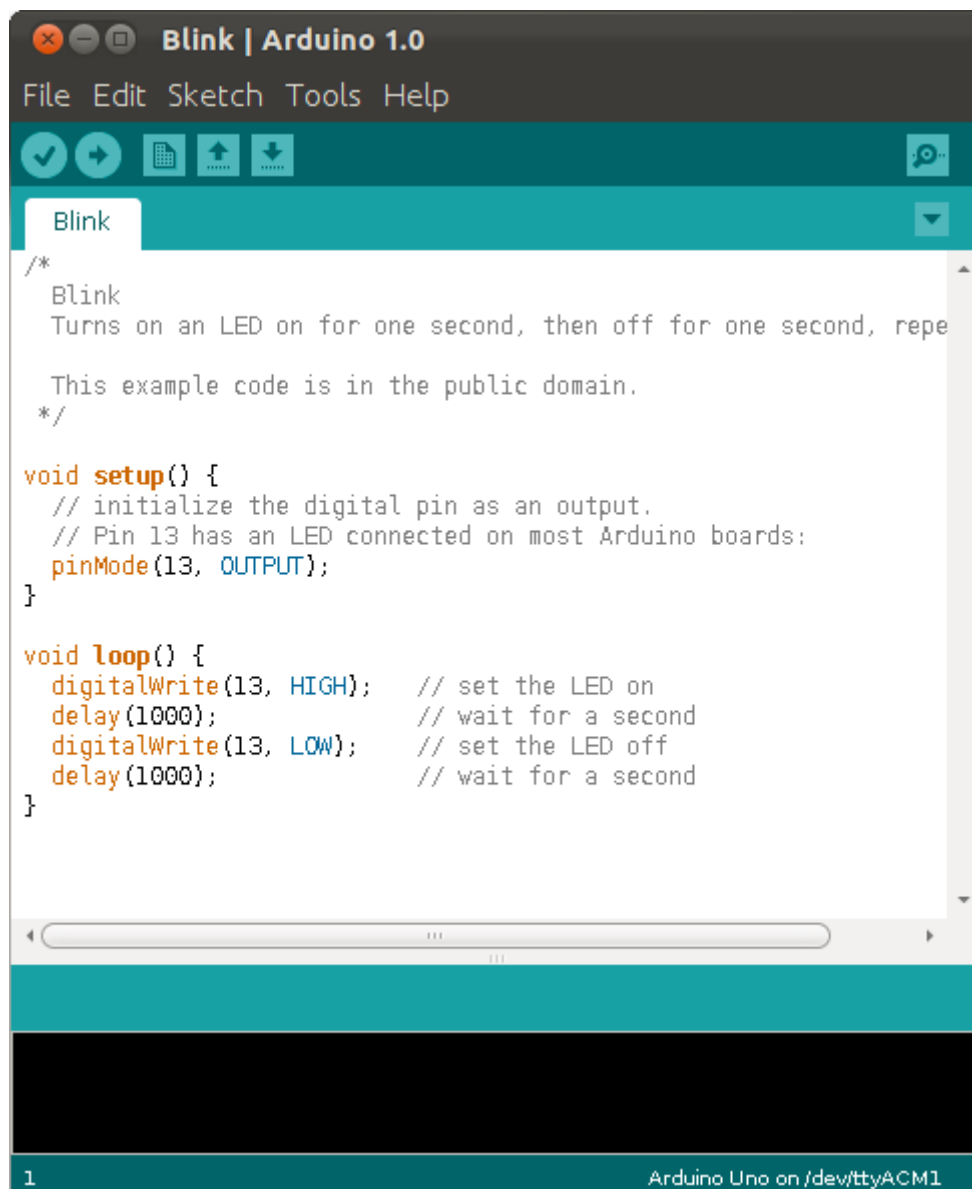 Blink | Arduino 1.0
File Edit Sketch Tools Help
Blink
/*
  Blink
  Turns on an LED on for one second, then off for one second, repe

  This example code is in the public domain.
 */

void setup() {
  // initialize the digital pin as an output.
  // Pin 13 has an LED connected on most Arduino boards:
  pinMode(13, OUTPUT);
}

void loop() {
  digitalWrite(13, HIGH);   // set the LED on
  delay(1000);              // wait for a second
  digitalWrite(13, LOW);    // set the LED off
  delay(1000);              // wait for a second
}
1 Arduino Uno on /dev/ttyACM1